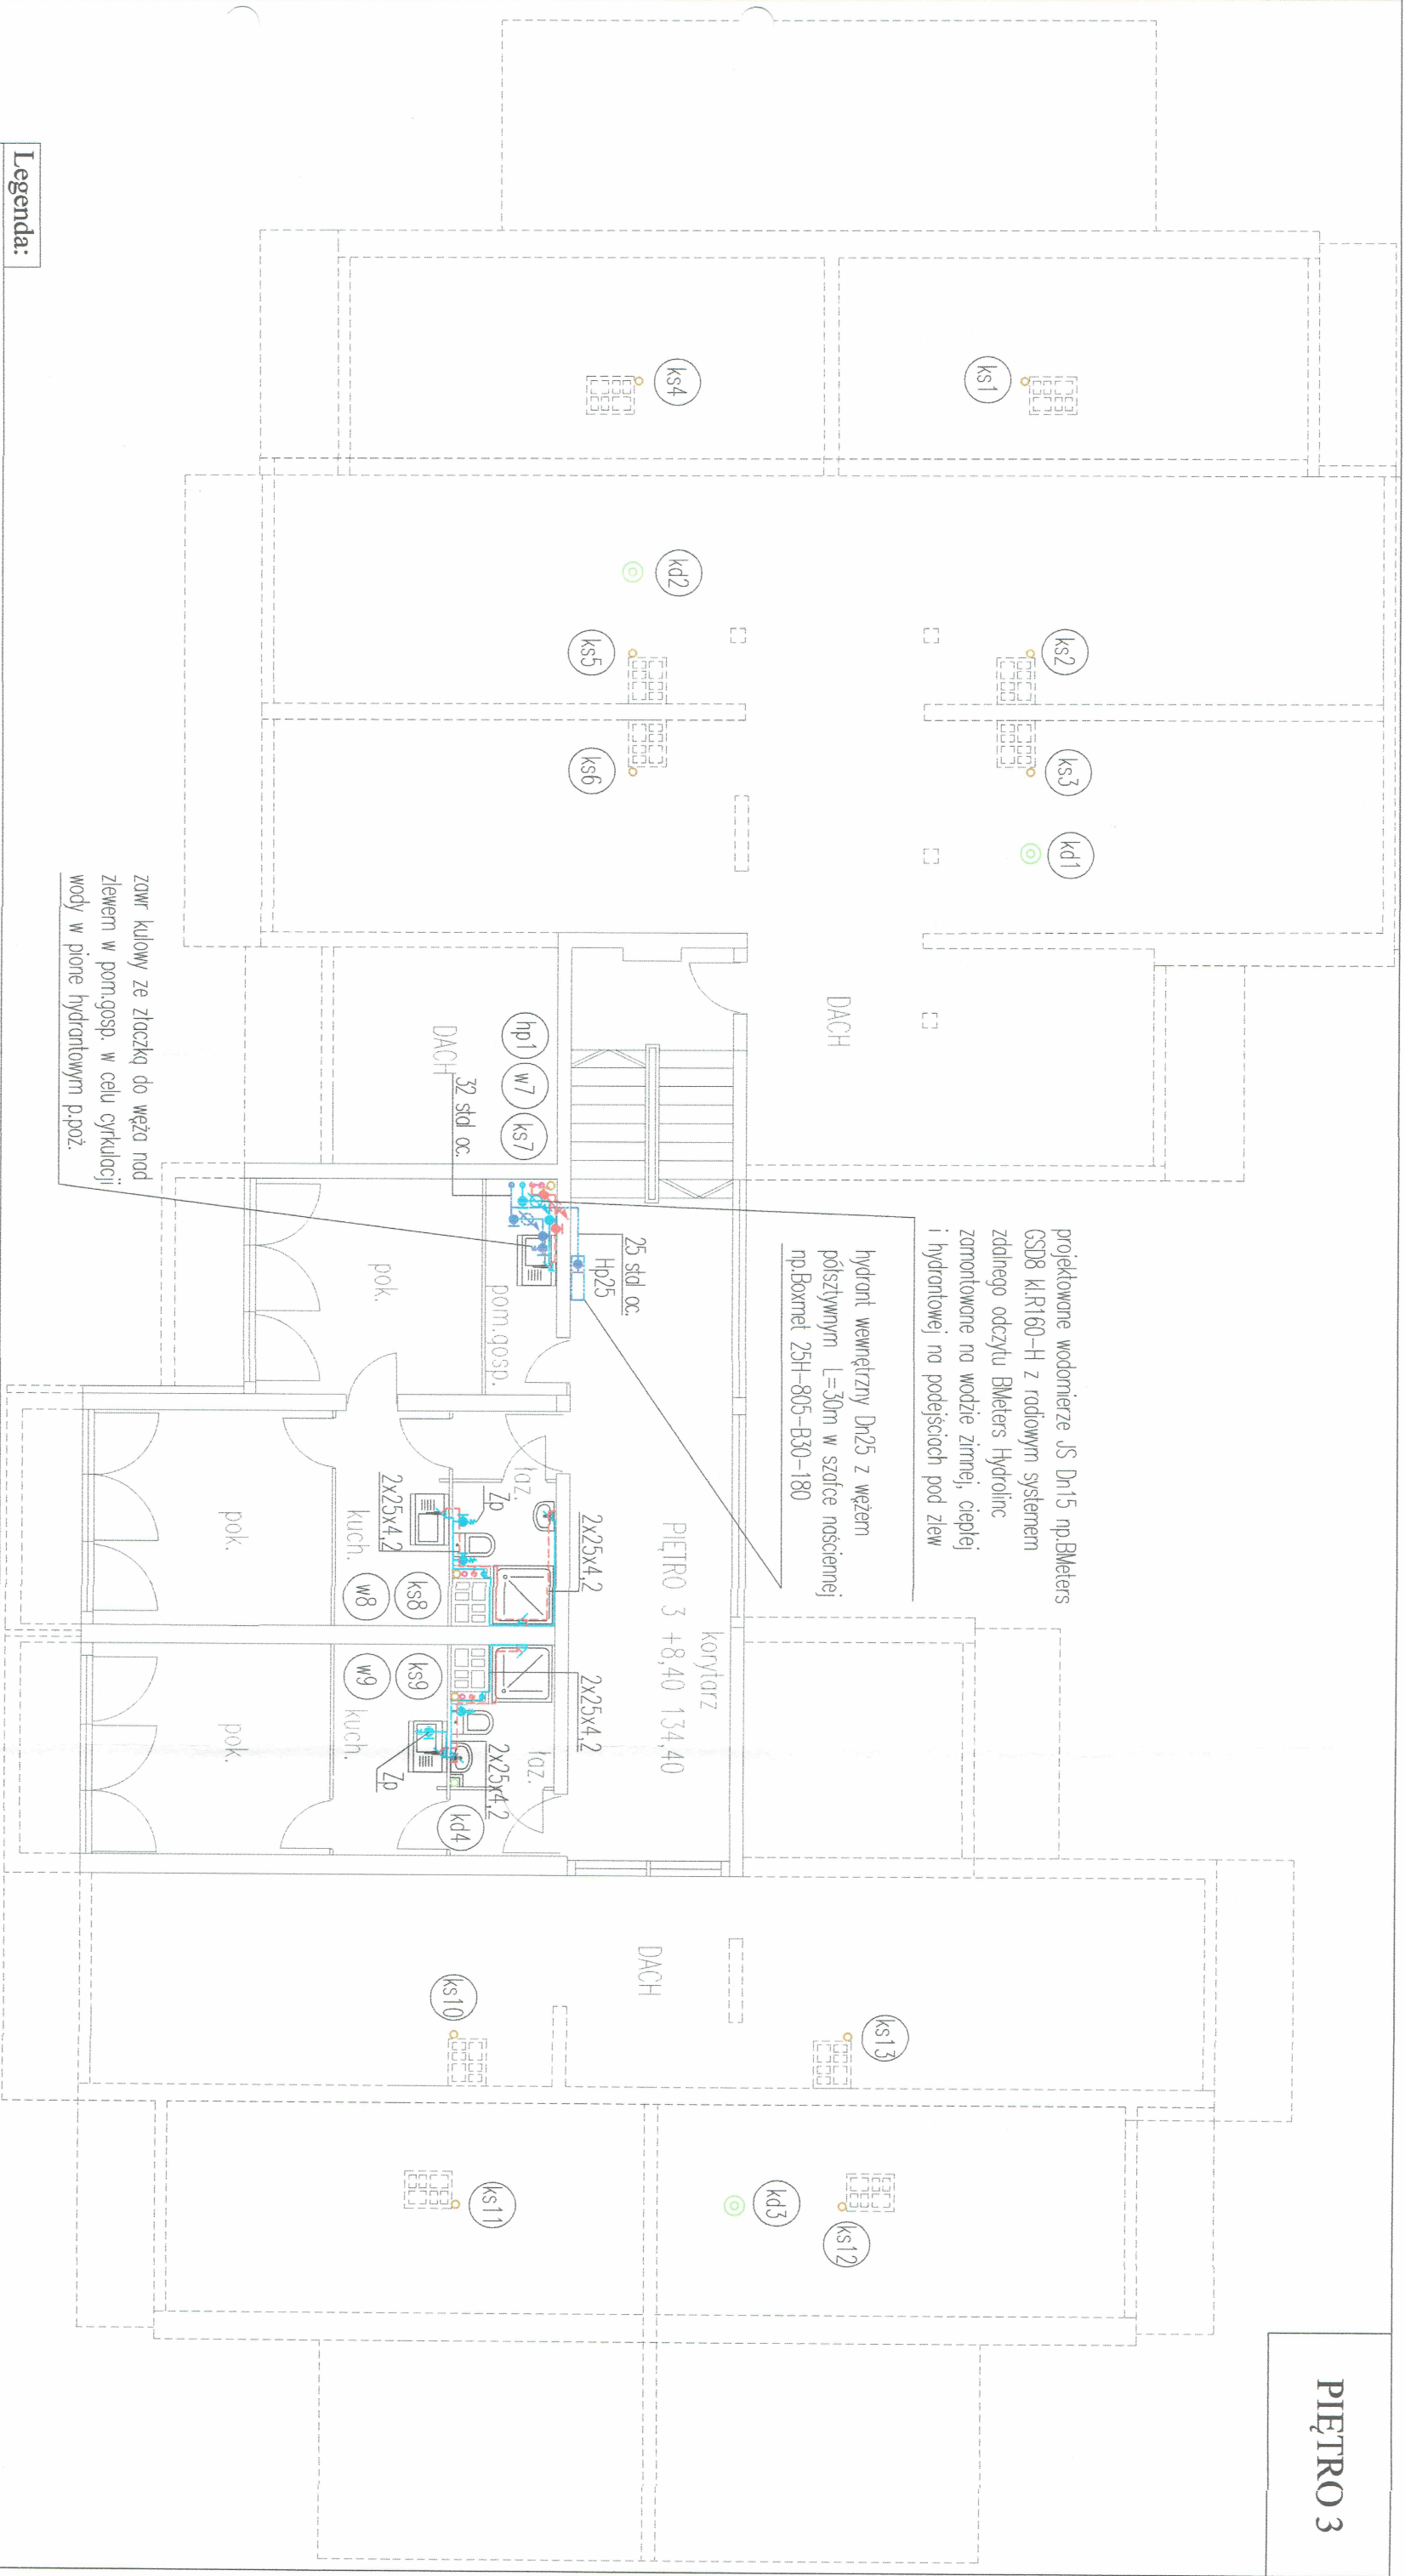 PIĘTRO 3
ks1
ks4
ks2
kd2
ks5
ks3
ks6
kd1
DACH
projektowane wodomierze JS Dn15 np.BMeters
GSD8 kl.R160-H z radiowym systemem
zdalnego odczytu BMeters Hydrolinc
zamontowane na wodzie zimnej, ciepłej
i hydrantowej na podejściach pod zlew
hydrant wewnętrzny Dn25 z wężem
półsztywnym L=30m w szafce naściennej
np.Boxmet 25H-805-B30-180
25 stal oc.
Hp25
hp1
w7
ks7
32 stal oc.
DACH
pom.gosp.
pok.
zawr kulowy ze złączką do węża nad
zlewem w pom.gosp. w celu cyrkulacji
wody w pione hydrantowym p.poż.
korytarz
PIĘTRO 3 +8,40 134,40
2x25x4,2
2x25x4,2
łaz.
Zp
2x25x4,2
łaz.
2x25x4,2
kuch.
ks8
w8
ks9
w9
kuch.
Zp
kd4
pok.
pok.
DACH
ks13
ks10
kd3
ks12
ks11
Legenda: